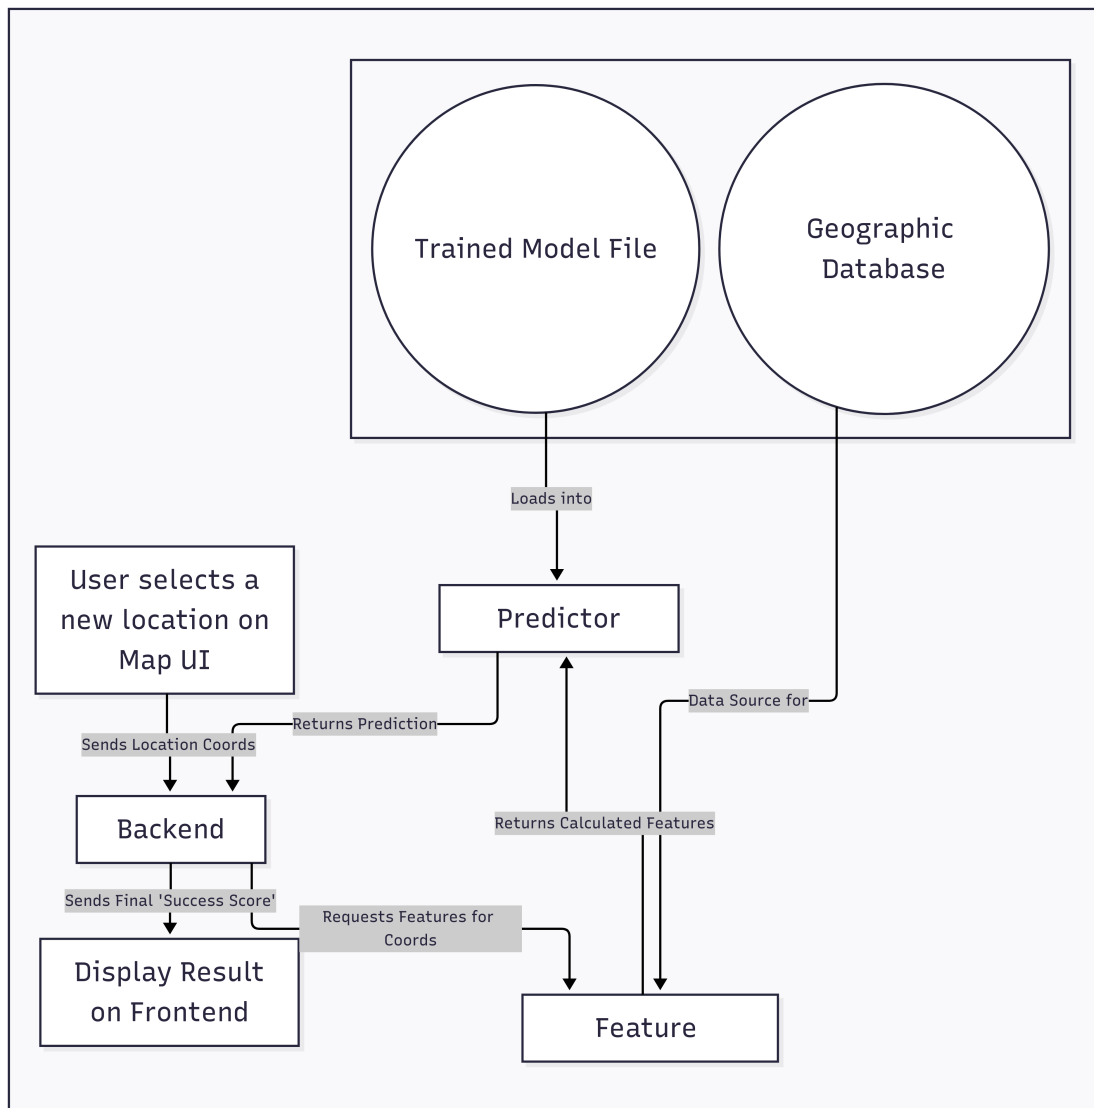 Trained Model File
Geographic
Database
Loads into
User selects a
new location on
Map UI
Predictor
Data Source for
Returns Prediction
Sends Location Coords
Backend
Returns Calculated Features
Sends Final 'Success Score'
Requests Features for
Coords
Display Result
on Frontend
Feature